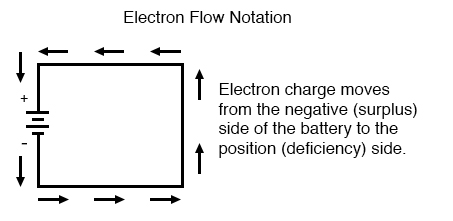 Electron Flow Notation
+
-
Electron charge moves
from the negative (surplus)
side of the battery to the
position (deficiency) side.